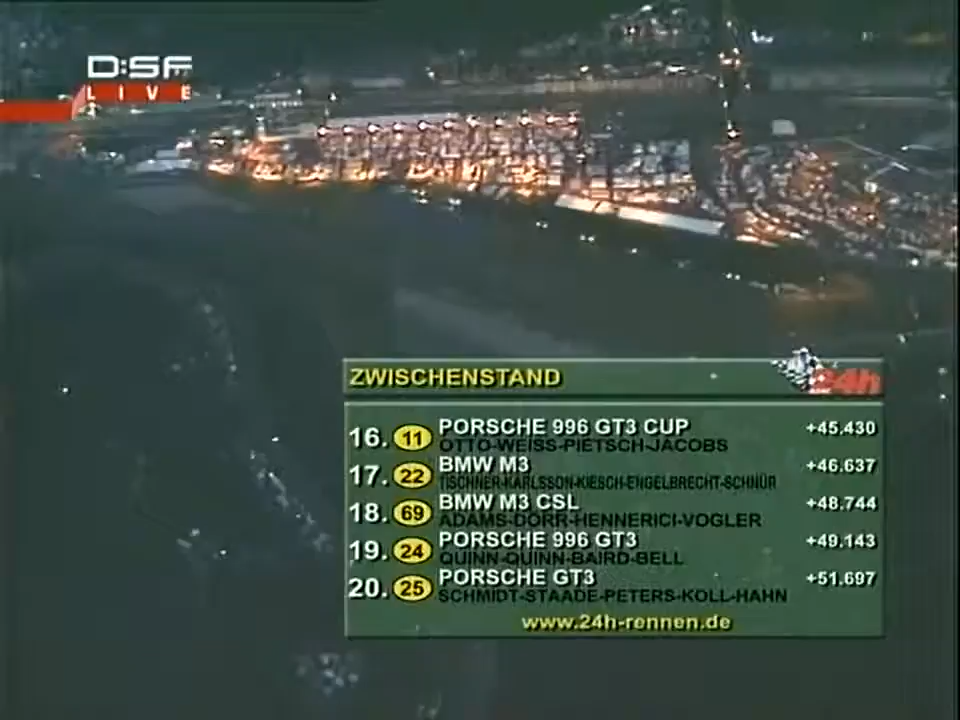 D:SF
LIVE
ZWISCHENSTAND
24h
16. 11 PORSCHE 996 GT3 CUP +45.430
OTTO-WEISS-PIETSCH-JACOBS
17. 22 BMW M3 +46.637
TISCHNER-KARLSSON-KIESCH-ENGELBRECHT-SCHNÜR
18. 69 BMW M3 CSL +48.744
ADAMS-DÖRR-HENNERICI-VOGLER
19. 24 PORSCHE 996 GT3 +49.143
QUINN-QUINN-BAIRD-BELL
20. 25 PORSCHE GT3 +51.697
SCHMIDT-STAADE-PETERS-KOLL-HAHN
www.24h-rennen.de